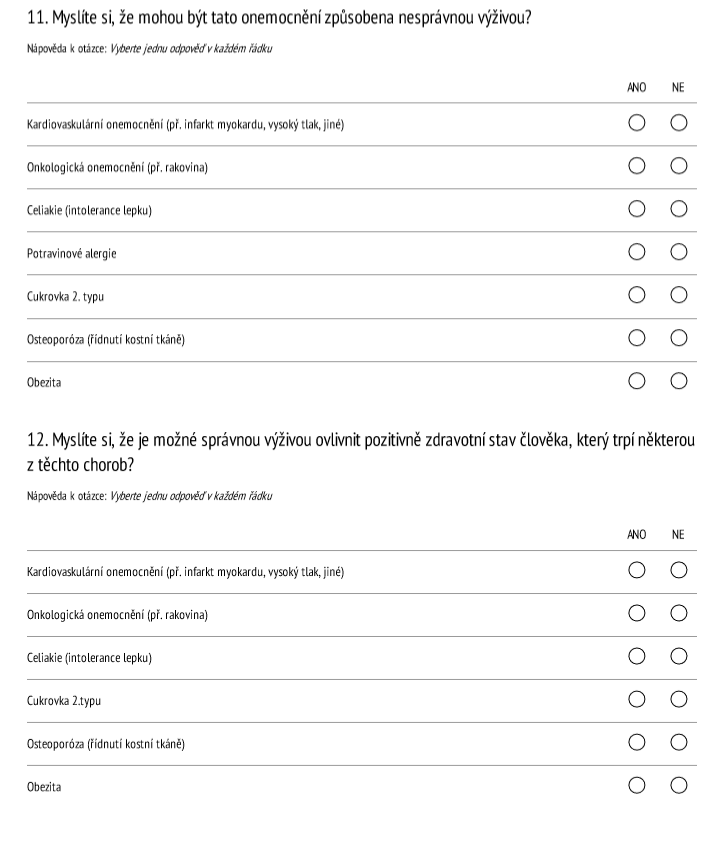 11. Myslíte si, že mohou být tato onemocnění způsobena nesprávnou výživou?
Nápověda k otázce: Vyberte jednu odpověď v každém řádku
ANO NE
Kardiovaskulární onemocnění (př. infarkt myokardu, vysoký tlak, jiné)
Onkologická onemocnění (př. rakovina)
Celiakie (intolerance lepku)
Potravinové alergie
Cukrovka 2. typu
Osteoporóza (řídnutí kostní tkáně)
Obezita
12. Myslíte si, že je možné správnou výživou ovlivnit pozitivně zdravotní stav člověka, který trpí některou
z těchto chorob?
Nápověda k otázce: Vyberte jednu odpověď v každém řádku
ANO NE
Kardiovaskulární onemocnění (př. infarkt myokardu, vysoký tlak, jiné)
Onkologická onemocnění (př. rakovina)
Celiakie (intolerance lepku)
Cukrovka 2.typu
Osteoporóza (řídnutí kostní tkáně)
Obezita